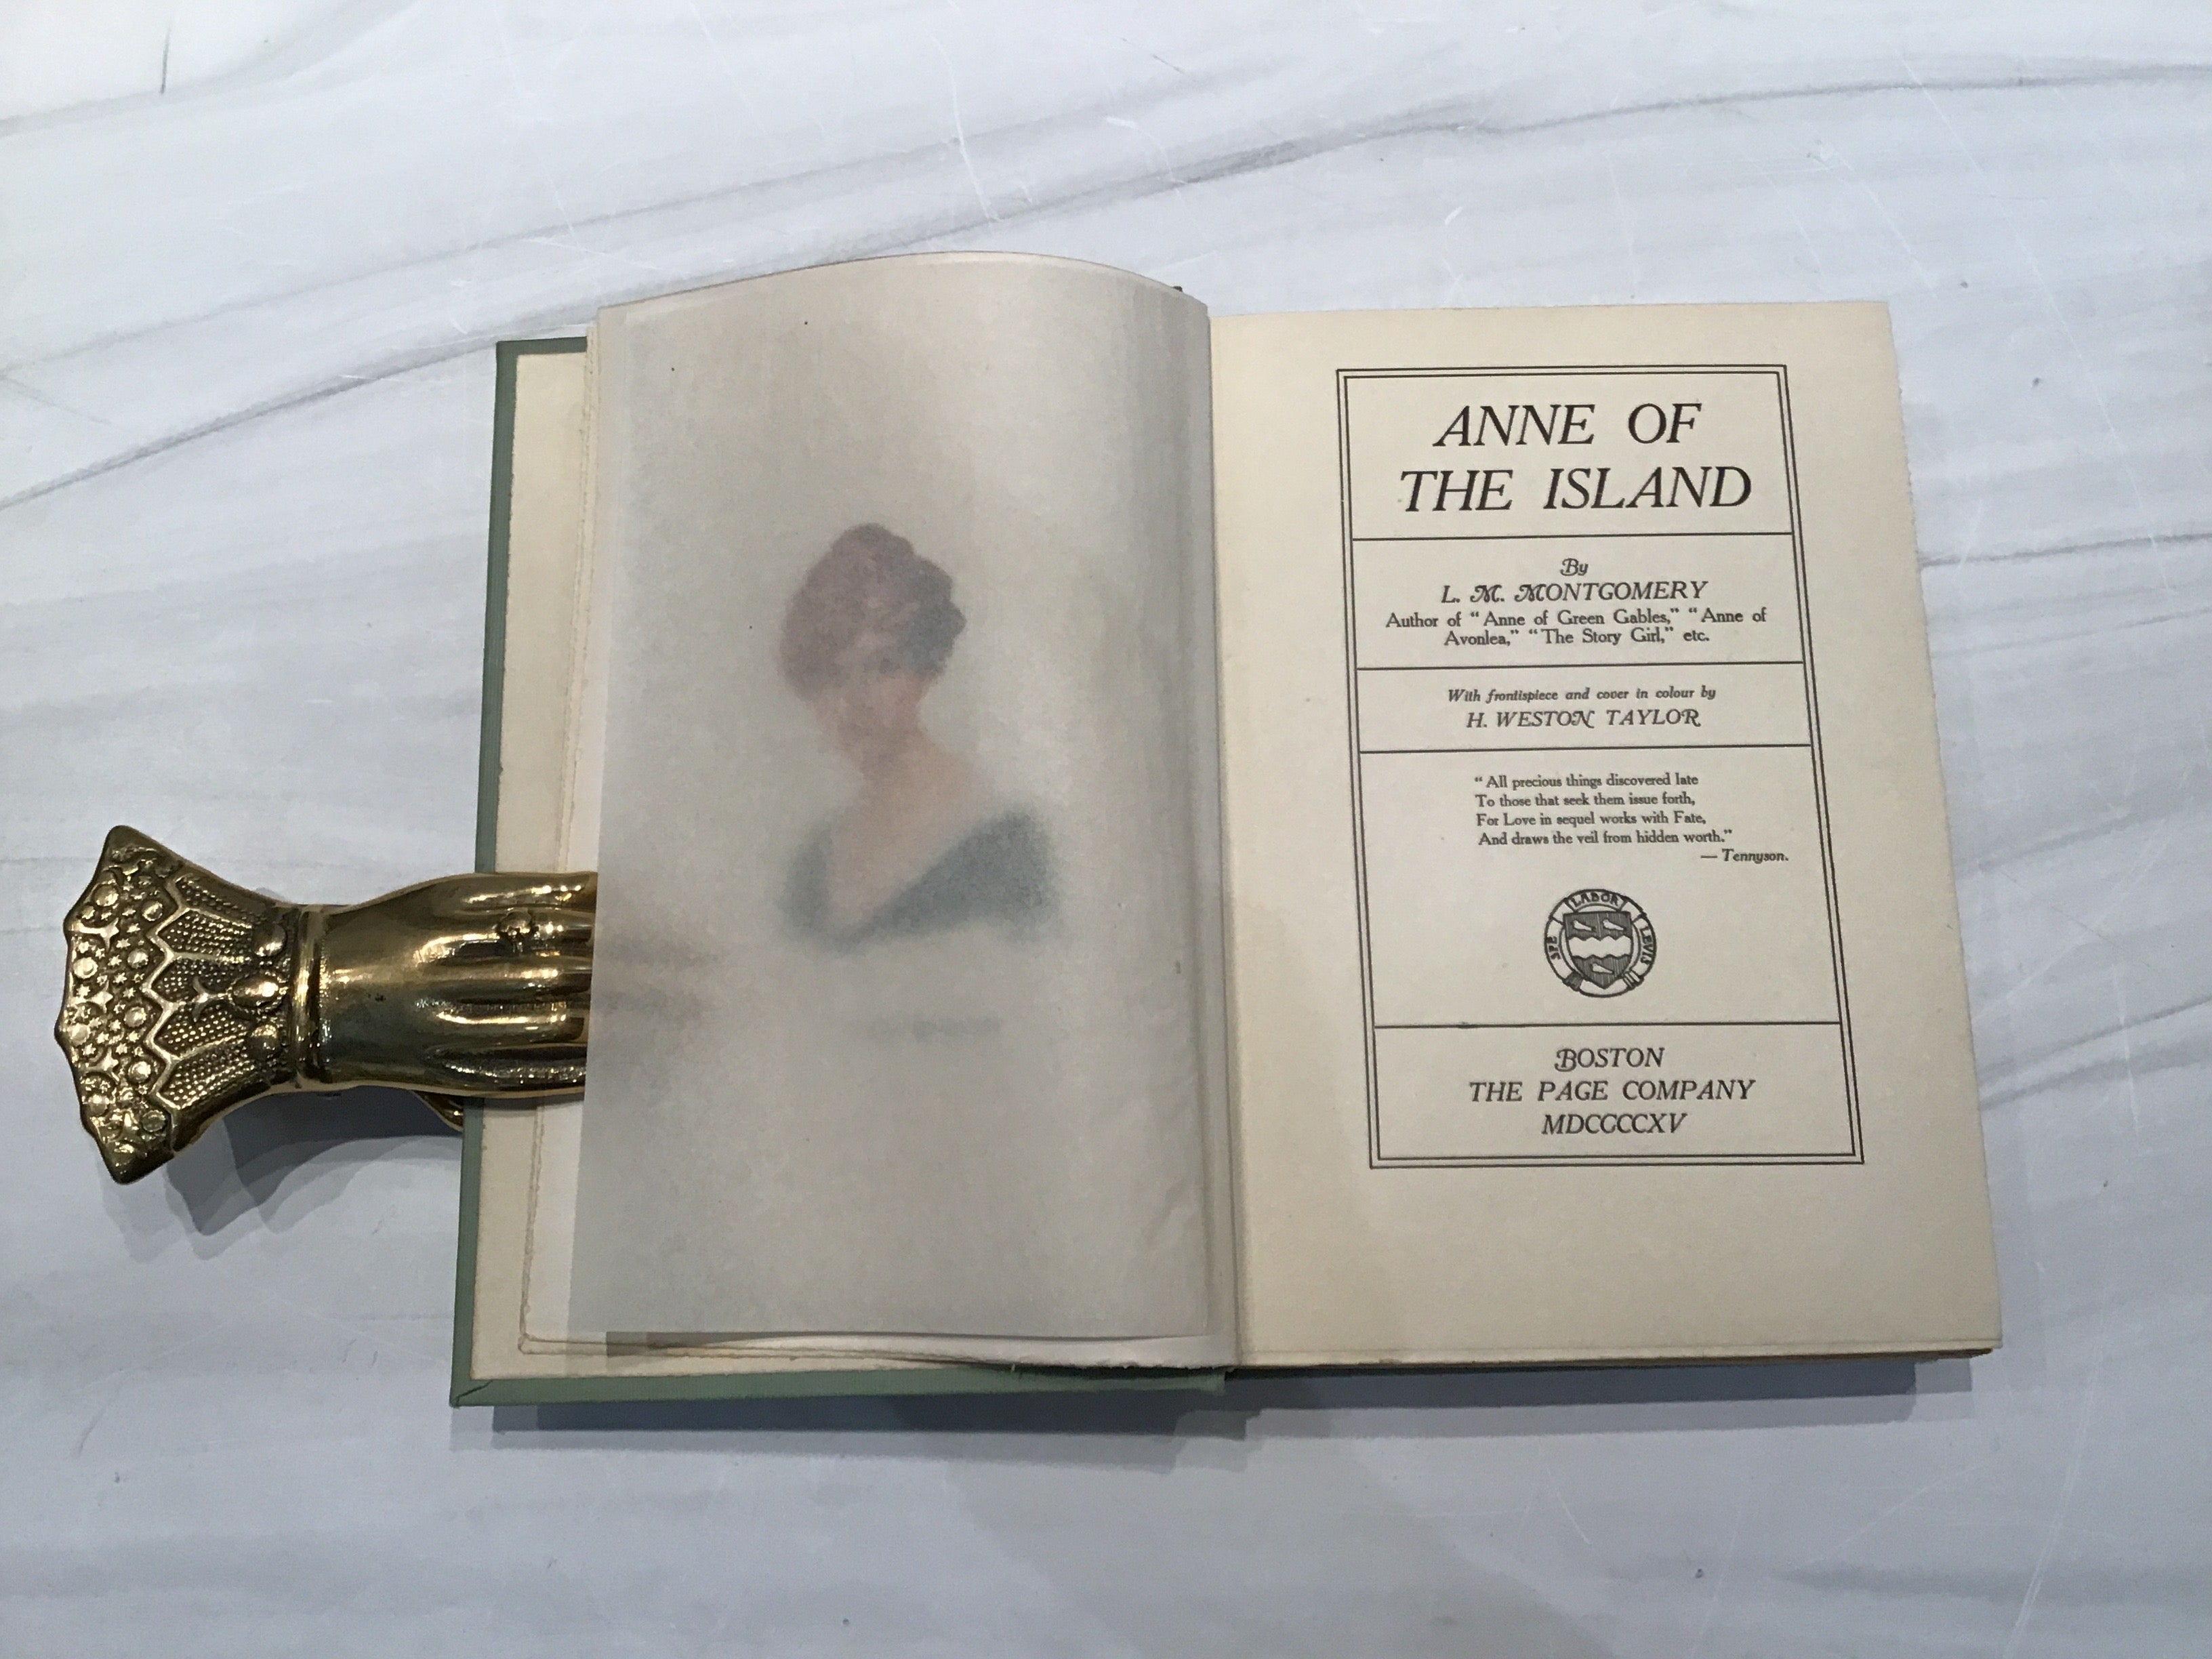 ANNE OF
THE ISLAND
By
L. M. MONTGOMERY
Author of “Anne of Green Gables,” “Anne of
Avonlea,” “The Story Girl,” etc.
With frontispiece and cover in colour by
H. WESTON TAYLOR
“All precious things discovered late
To those that seek them issue forth,
For Love in sequel works with Fate,
And draws the veil from hidden worth.”
— Tennyson.
SPE LABOR LEVIS
BOSTON
THE PAGE COMPANY
MDCCCCXV